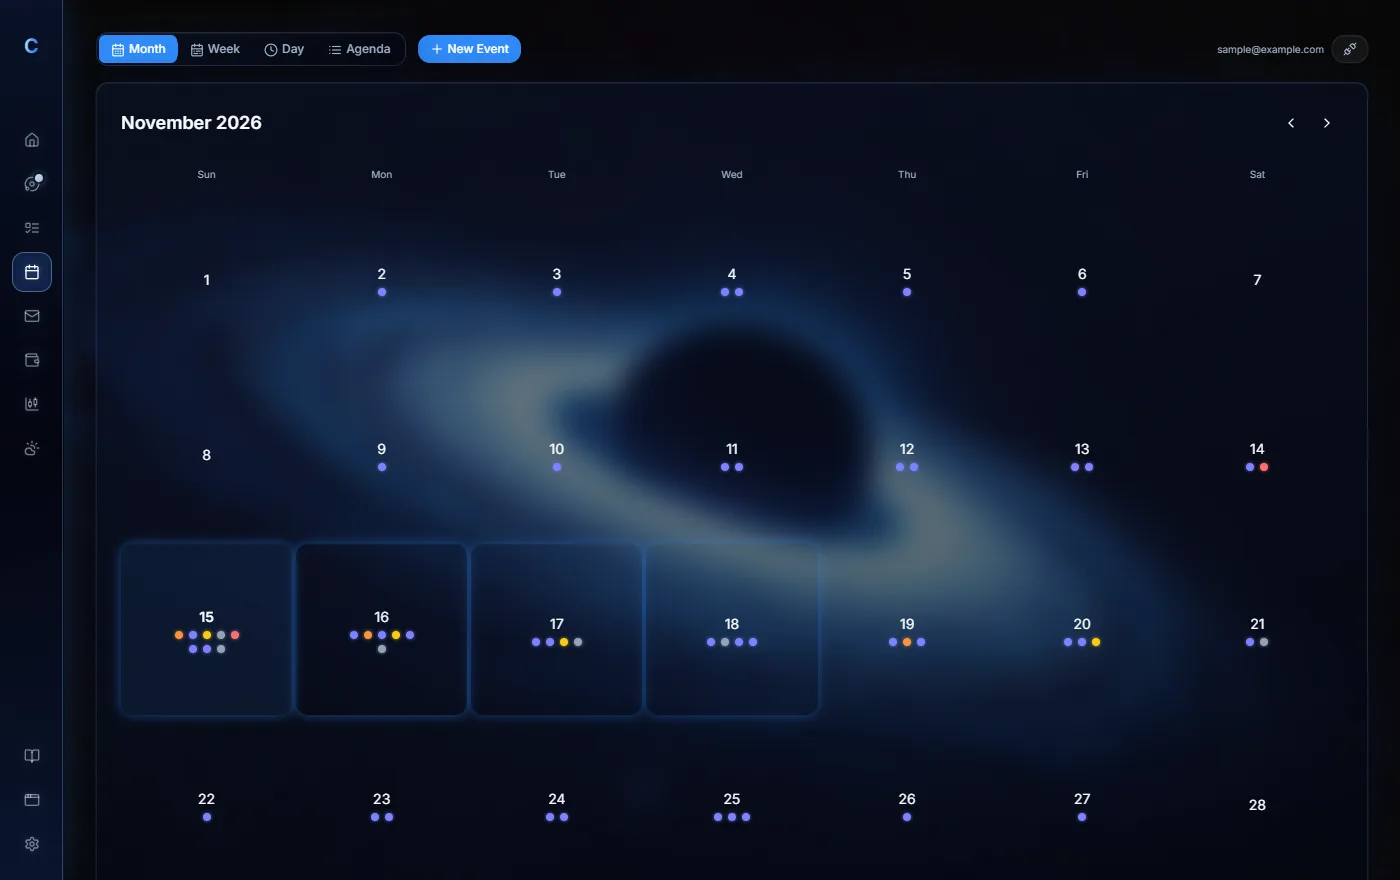 C
Month Week Day Agenda New Event sample@example.com
November 2026
Sun Mon Tue Wed Thu Fri Sat
1 2 3 4 5 6 7
8 9 10 11 12 13 14
15 16 17 18 19 20 21
22 23 24 25 26 27 28